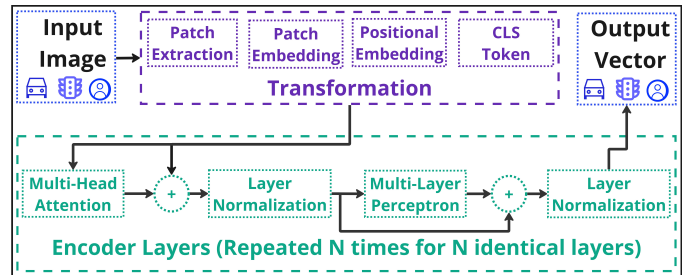 Input
Image
Patch
Extraction
Patch
Embedding
Positional
Embedding
CLS
Token
Transformation
Output
Vector
Multi-Head
Attention
+
Layer
Normalization
Multi-Layer
Perceptron
+
Layer
Normalization
Encoder Layers (Repeated N times for N identical layers)